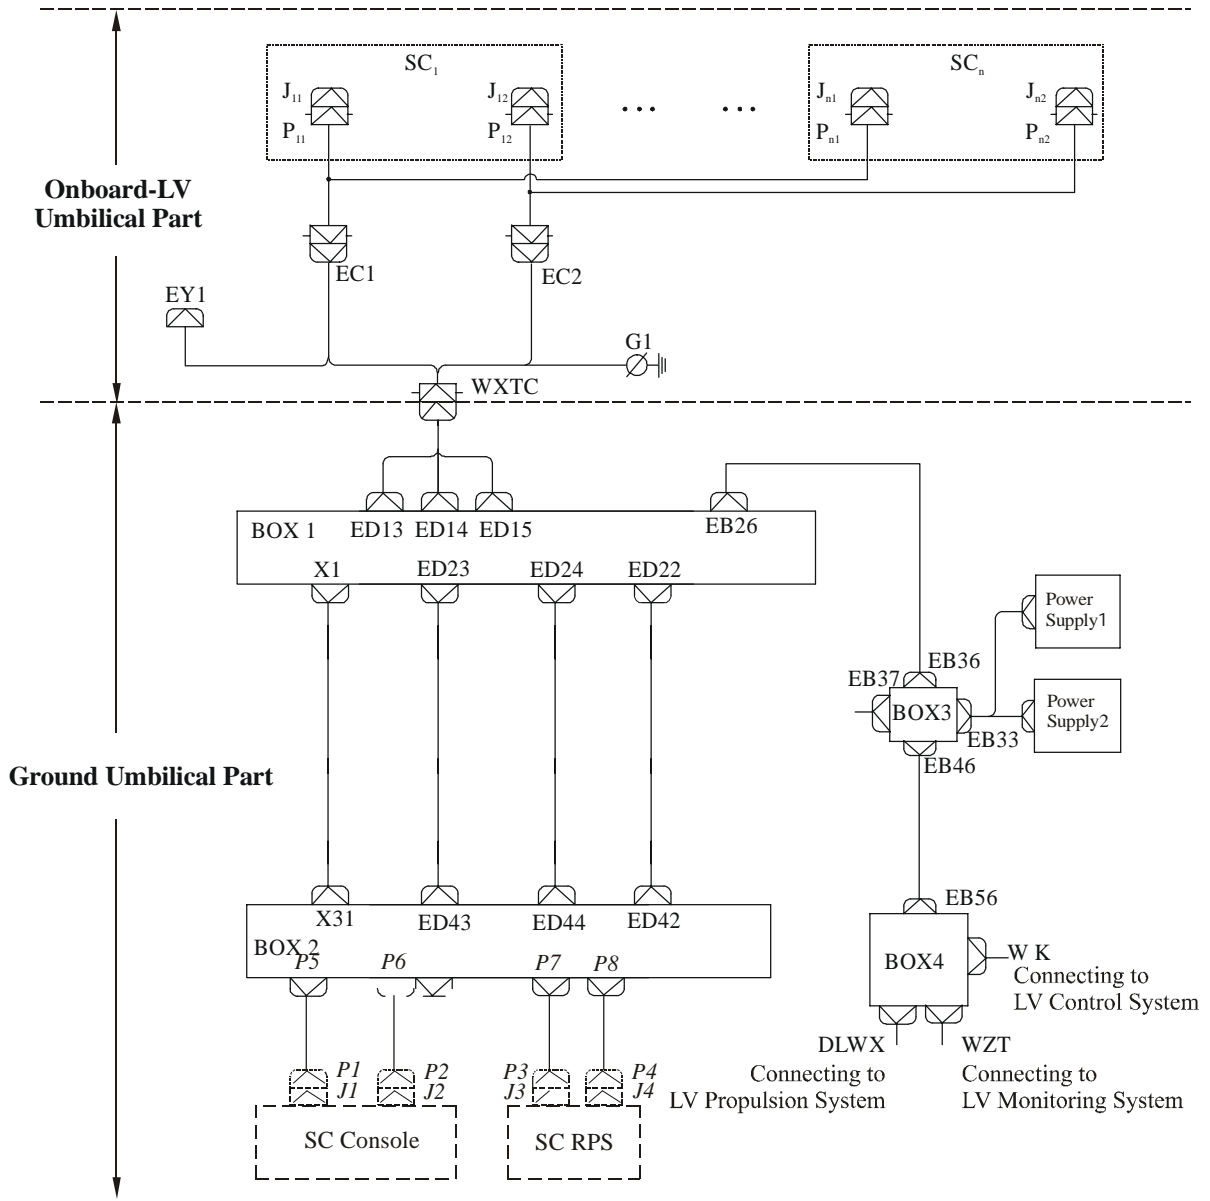 SC₁
SCₙ
J₁₁
J₁₂
... ...
Jₙ₁
Jₙ₂
P₁₁
P₁₂
Pₙ₁
Pₙ₂
Onboard-LV
Umbilical Part
EC1
EC2
EY1
G1
WXTC
BOX 1
ED13
ED14
ED15
EB26
X1
ED23
ED24
ED22
Power
Supply1
EB36
EB37
BOX3
Power
Supply2
EB33
EB46
Ground Umbilical Part
X31
ED43
ED44
ED42
BOX 2
P5
P6
P7
P8
EB56
BOX4
W K
Connecting to
LV Control System
DLWX
Connecting to
LV Propulsion System
WZT
Connecting to
LV Monitoring System
P1
J1
P2
J2
P3
J3
P4
J4
SC Console
SC RPS